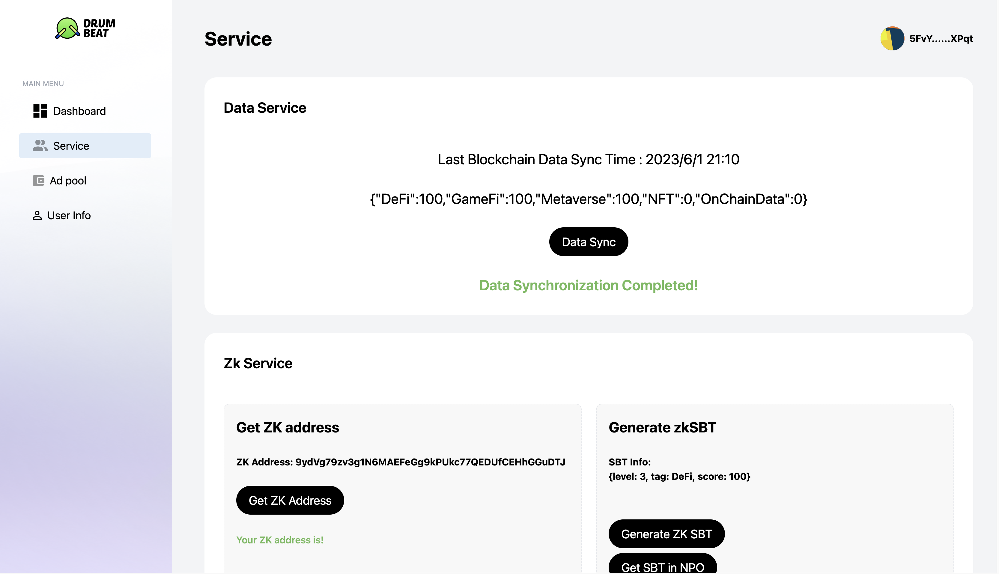 DRUM
BEAT
MAIN MENU
Dashboard
Service
Ad pool
User Info
Service
5FvY......XPqt
Data Service
Last Blockchain Data Sync Time : 2023/6/1 21:10
{"DeFi":100,"GameFi":100,"Metaverse":100,"NFT":0,"OnChainData":0}
Data Sync
Data Synchronization Completed!
Zk Service
Get ZK address
ZK Address: 9ydVg79zv3g1N6MAEFeGg9kPUkc77QEDUfCEHhGGuDTJ
Get ZK Address
Your ZK address is!
Generate zkSBT
SBT Info:
{level: 3, tag: DeFi, score: 100}
Generate ZK SBT
Get SBT in NPO